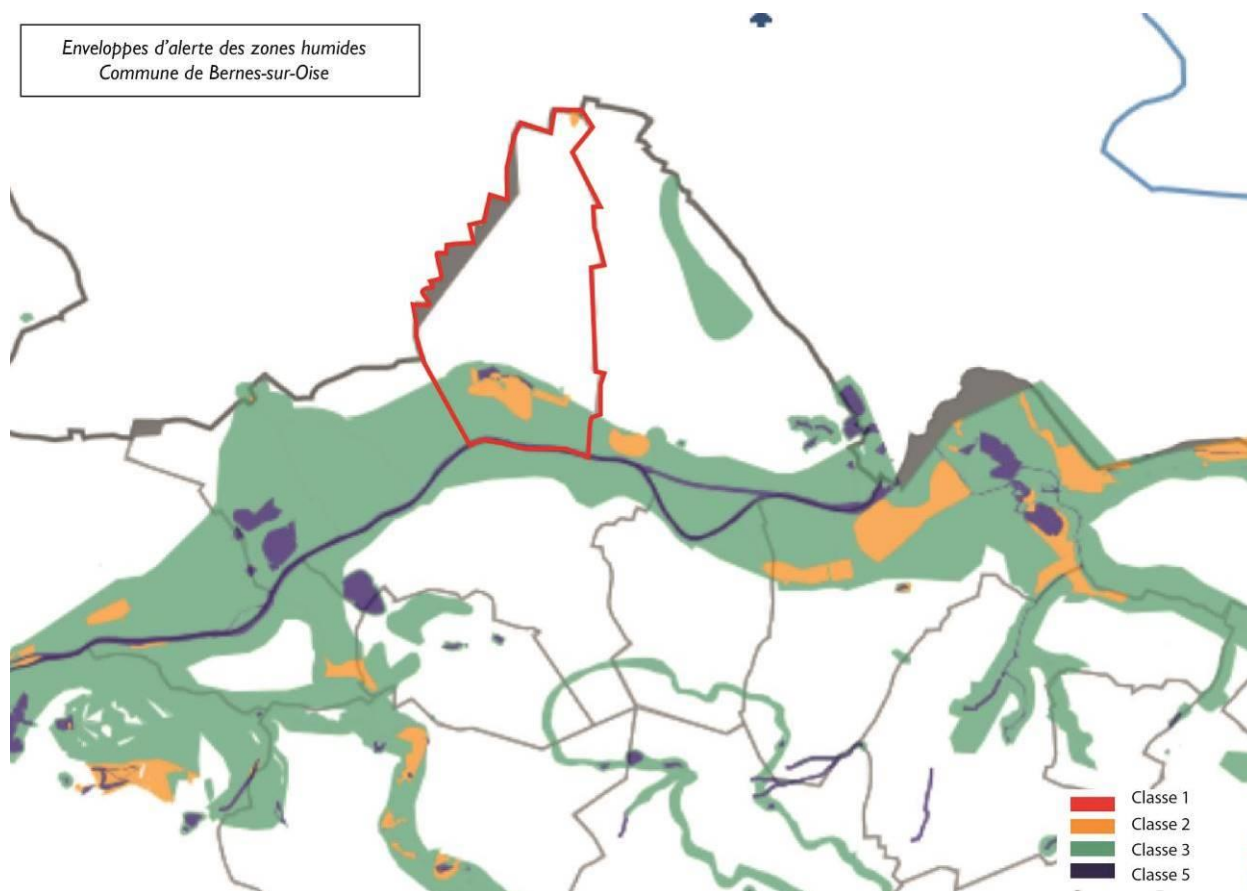 Enveloppes d'alerte des zones humides
Commune de Bernes-sur-Oise
Classe 1
Classe 2
Classe 3
Classe 5